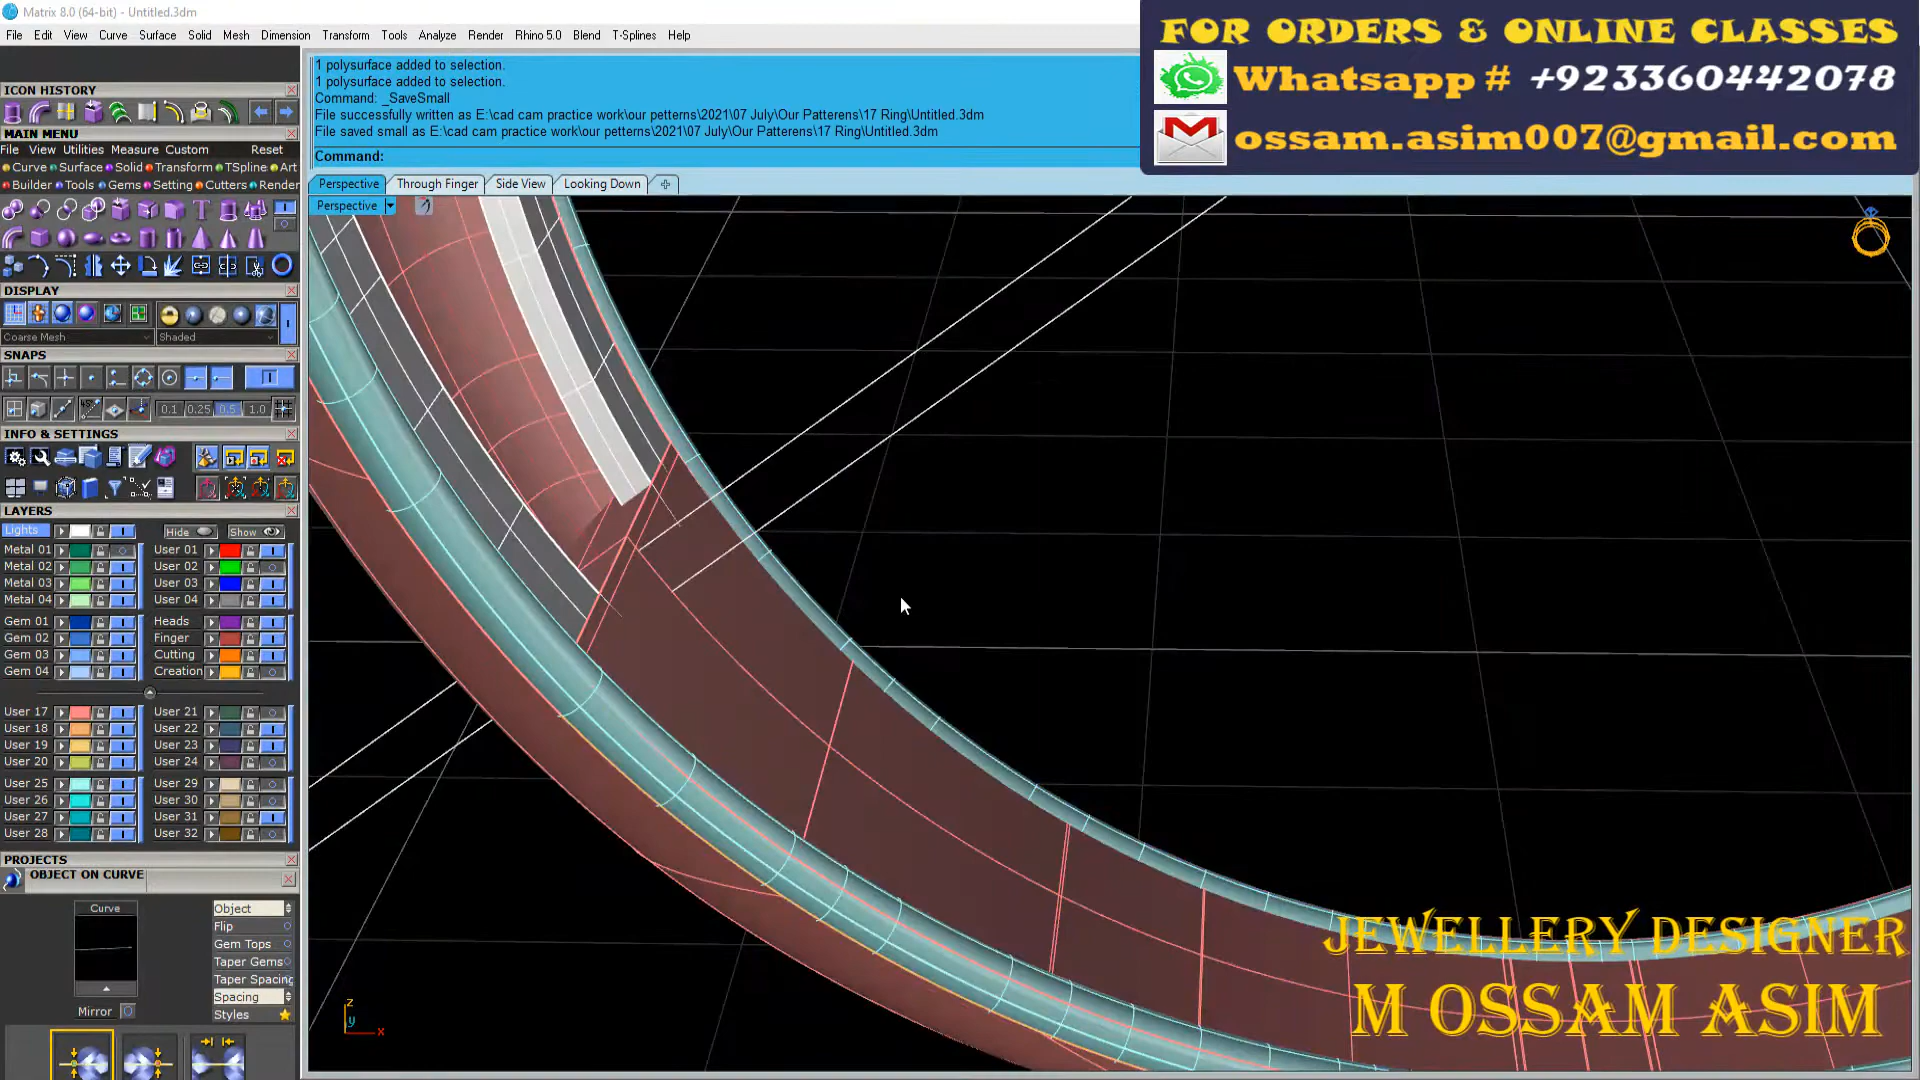 Matrix 8.0 (64-bit) - Untitled.3dm
File Edit View Curve Surface Solid Mesh Dimension Transform Tools Analyze Render Rhino 5.0 Blend T-Splines Help
FOR ORDERS & ONLINE CLASSES
Whatsapp # +923360442078
ossam.asim007@gmail.com
1 polysurface added to selection.
1 polysurface added to selection.
Command: _SaveSmall
File successfully written as E:\cad cam practice work\our petterns\2021\07 July\Our Patterens\17 Ring\Untitled.3dm
File saved small as E:\cad cam practice work\our petterns\2021\07 July\Our Patterens\17 Ring\Untitled.3dm
Command:
Perspective Through Finger Side View Looking Down
Perspective
ICON HISTORY
MAIN MENU
File View Utilities Measure Custom Reset
Curve Surface Solid Transform TSpline Art
Builder Tools Gems Setting Cutters Render
DISPLAY
Coarse Mesh Shaded
SNAPS
0.1 0.25 0.5 1.0
INFO & SETTINGS
LAYERS
Lights Hide Show
Metal 01 User 01
Metal 02 User 02
Metal 03 User 03
Metal 04 User 04
Gem 01 Heads
Gem 02 Finger
Gem 03 Cutting
Gem 04 Creation
User 17 User 21
User 18 User 22
User 19 User 23
User 20 User 24
User 25 User 29
User 26 User 30
User 27 User 31
User 28 User 32
PROJECTS
OBJECT ON CURVE
Curve Object
Flip
Gem Tops
Taper Gems
Taper Spacing
Spacing
Mirror Styles
z
y
x
JEWELLERY DESIGNER
M OSSAM ASIM